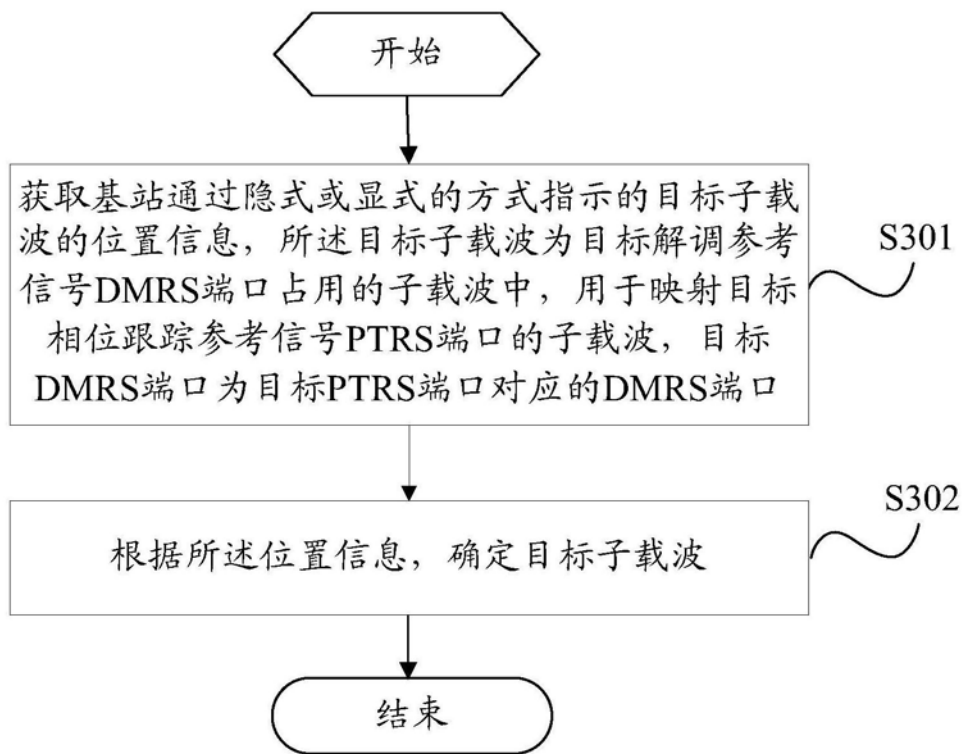 开始
获取基站通过隐式或显式的方式指示的目标子载
波的位置信息，所述目标子载波为目标解调参考
信号DMRS端口占用的子载波中，用于映射目标
相位跟踪参考信号PTRS端口的子载波，目标
DMRS端口为目标PTRS端口对应的DMRS端口
S301
根据所述位置信息，确定目标子载波
S302
结束